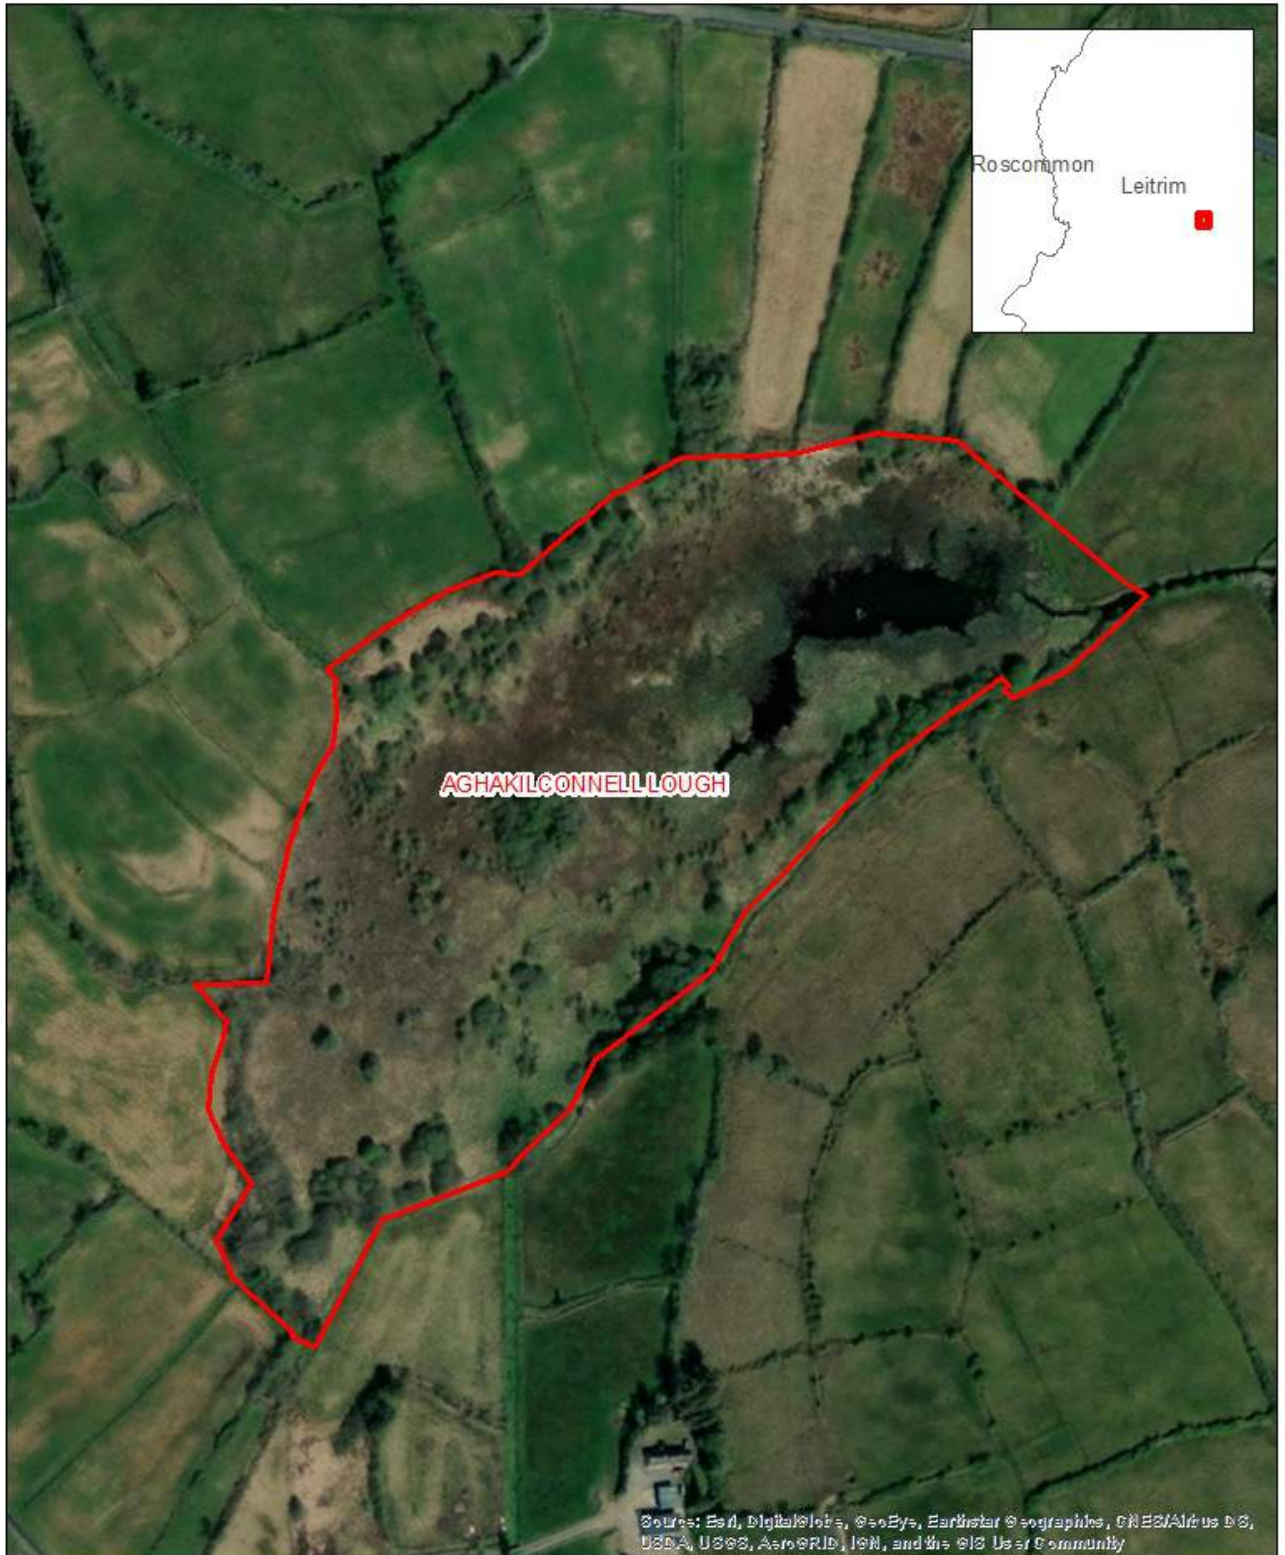 Roscommon
Leitrim
AGHAKILCONNELL LOUGH
Source: Esri, DigitalGlobe, GeoEye, Earthstar Geographics, CNES/Airbus DS,
USDA, USGS, AeroGRID, IGN, and the GIS User Community